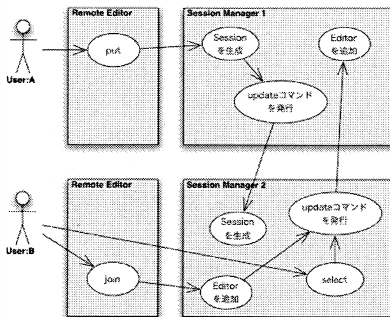 Remote Editor
Session Manager 1
put
Session
を生成
Editor
を追加
User:A
updateコマンド
を発行
Remote Editor
Session Manager 2
updateコマンド
を発行
Session
を生成
User:B
join
Editor
を追加
select